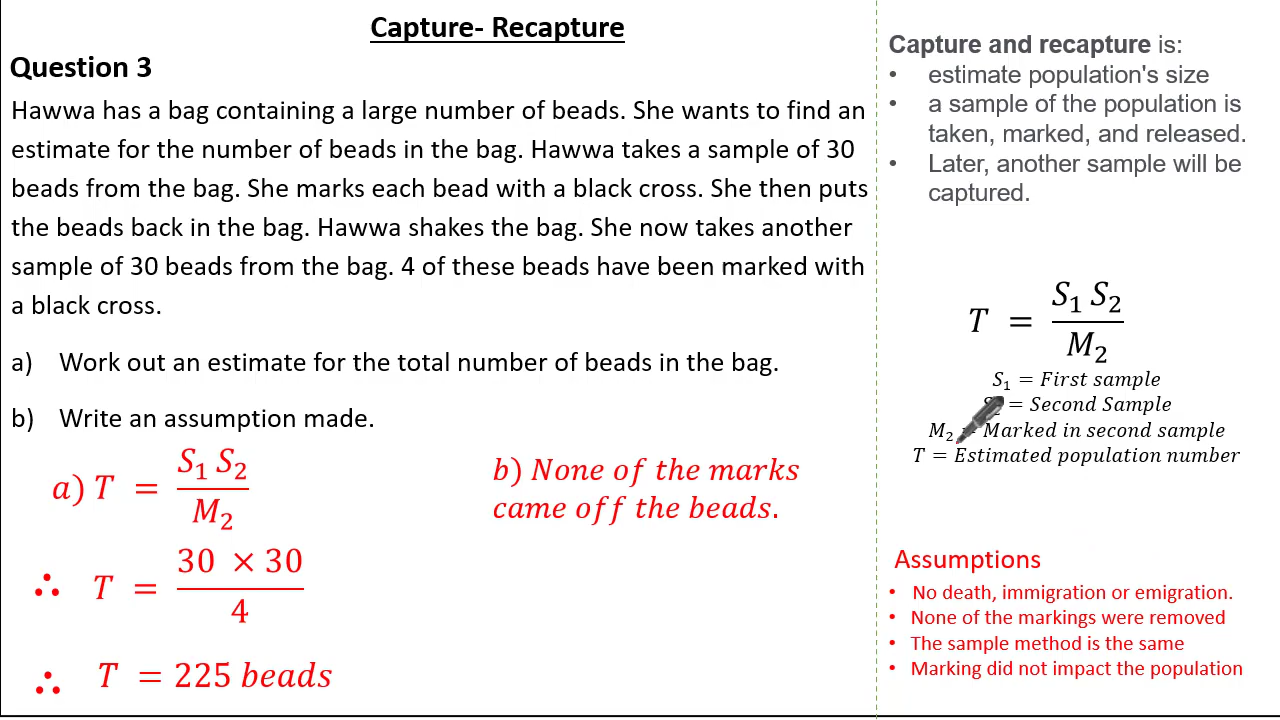 Capture- Recapture
Question 3
Hawwa has a bag containing a large number of beads. She wants to find an
estimate for the number of beads in the bag. Hawwa takes a sample of 30
beads from the bag. She marks each bead with a black cross. She then puts
the beads back in the bag. Hawwa shakes the bag. She now takes another
sample of 30 beads from the bag. 4 of these beads have been marked with
a black cross.
a) Work out an estimate for the total number of beads in the bag.
b) Write an assumption made.
a) T = S₁ S₂ / M₂
∴ T = 30 × 30 / 4
∴ T = 225 beads
b) None of the marks
came off the beads.
Capture and recapture is:
• estimate population's size
• a sample of the population is
taken, marked, and released.
• Later, another sample will be
captured.
T = S₁ S₂ / M₂
S₁ = First sample
= Second Sample
M₂ = Marked in second sample
T = Estimated population number
Assumptions
• No death, immigration or emigration.
• None of the markings were removed
• The sample method is the same
• Marking did not impact the population